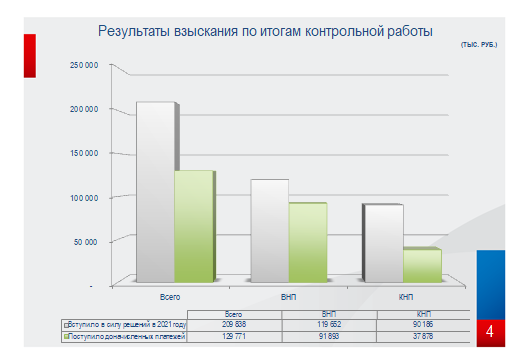 Результаты взыскания по итогам контрольной работы
(ТЫС. РУБ.)
250 000
200 000
150 000
100 000
50 000
-
Всего ВНП КНП
Всего ВНП КНП
Вступило в силу решений в 2021 году 209 838 119 652 90 186
Поступило доначисленных платежей 129 771 91 893 37 878
4